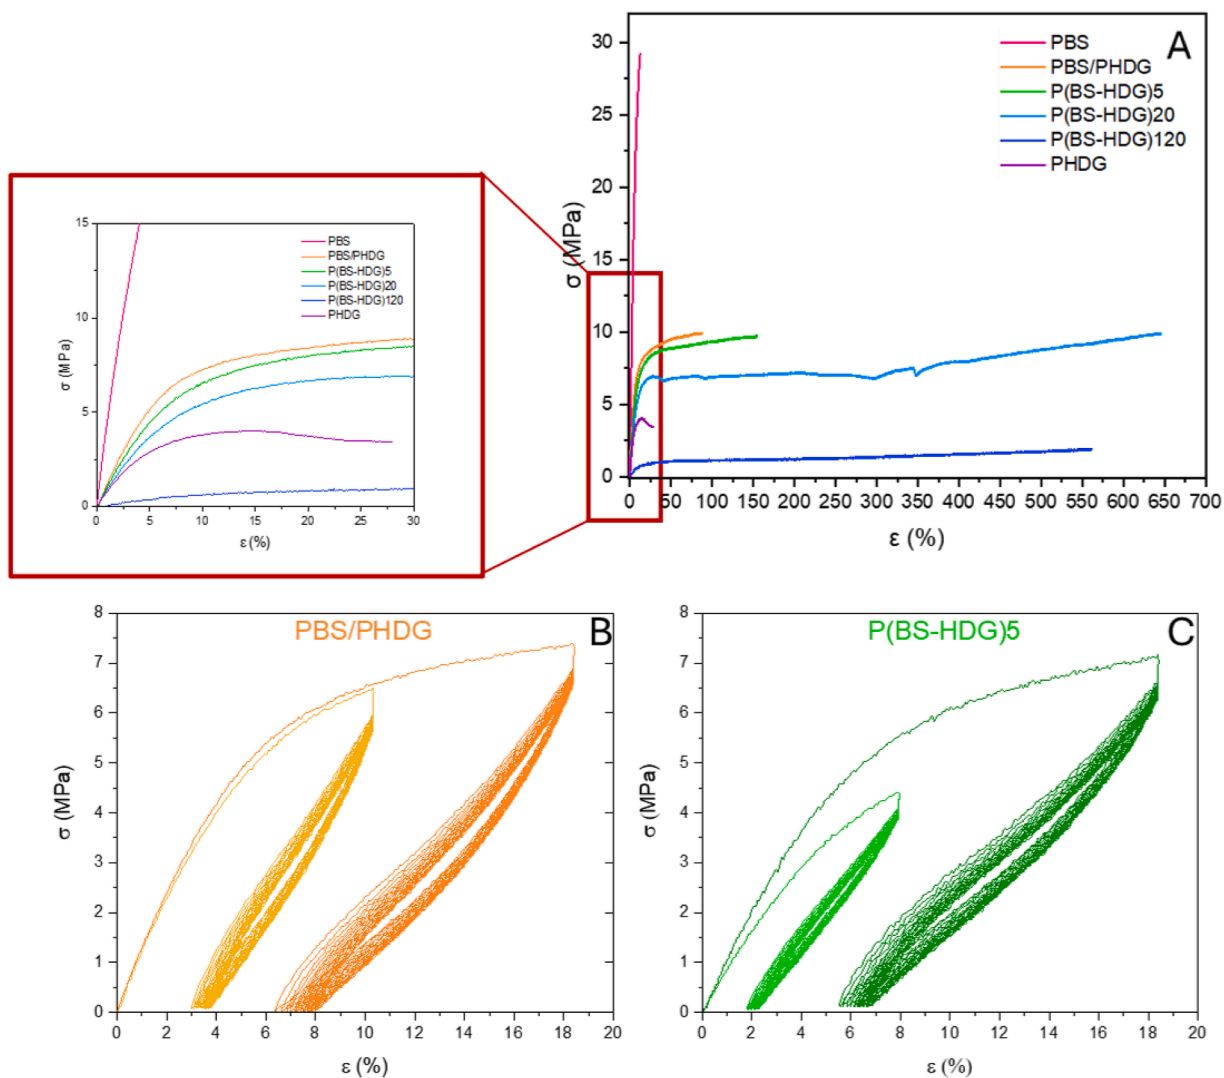 A
PBS
PBS/PHDG
P(BS-HDG)5
P(BS-HDG)20
P(BS-HDG)120
PHDG
30
25
20
15
10
5
0
σ (MPa)
0 50 100 150 200 250 300 350 400 450 500 550 600 650 700
ε (%)
PBS
PBS/PHDG
P(BS-HDG)5
P(BS-HDG)20
P(BS-HDG)120
PHDG
15
10
5
0
σ (MPa)
0 5 10 15 20 25 30
ε (%)
PBS/PHDG
B
8
7
6
5
4
3
2
1
0
σ (MPa)
0 2 4 6 8 10 12 14 16 18 20
ε (%)
P(BS-HDG)5
C
8
7
6
5
4
3
2
1
0
σ (MPa)
0 2 4 6 8 10 12 14 16 18 20
ε (%)